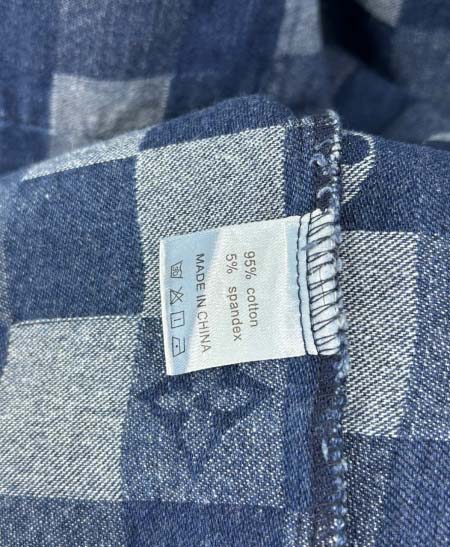 95% cotton
5% spandex
MADE IN CHINA